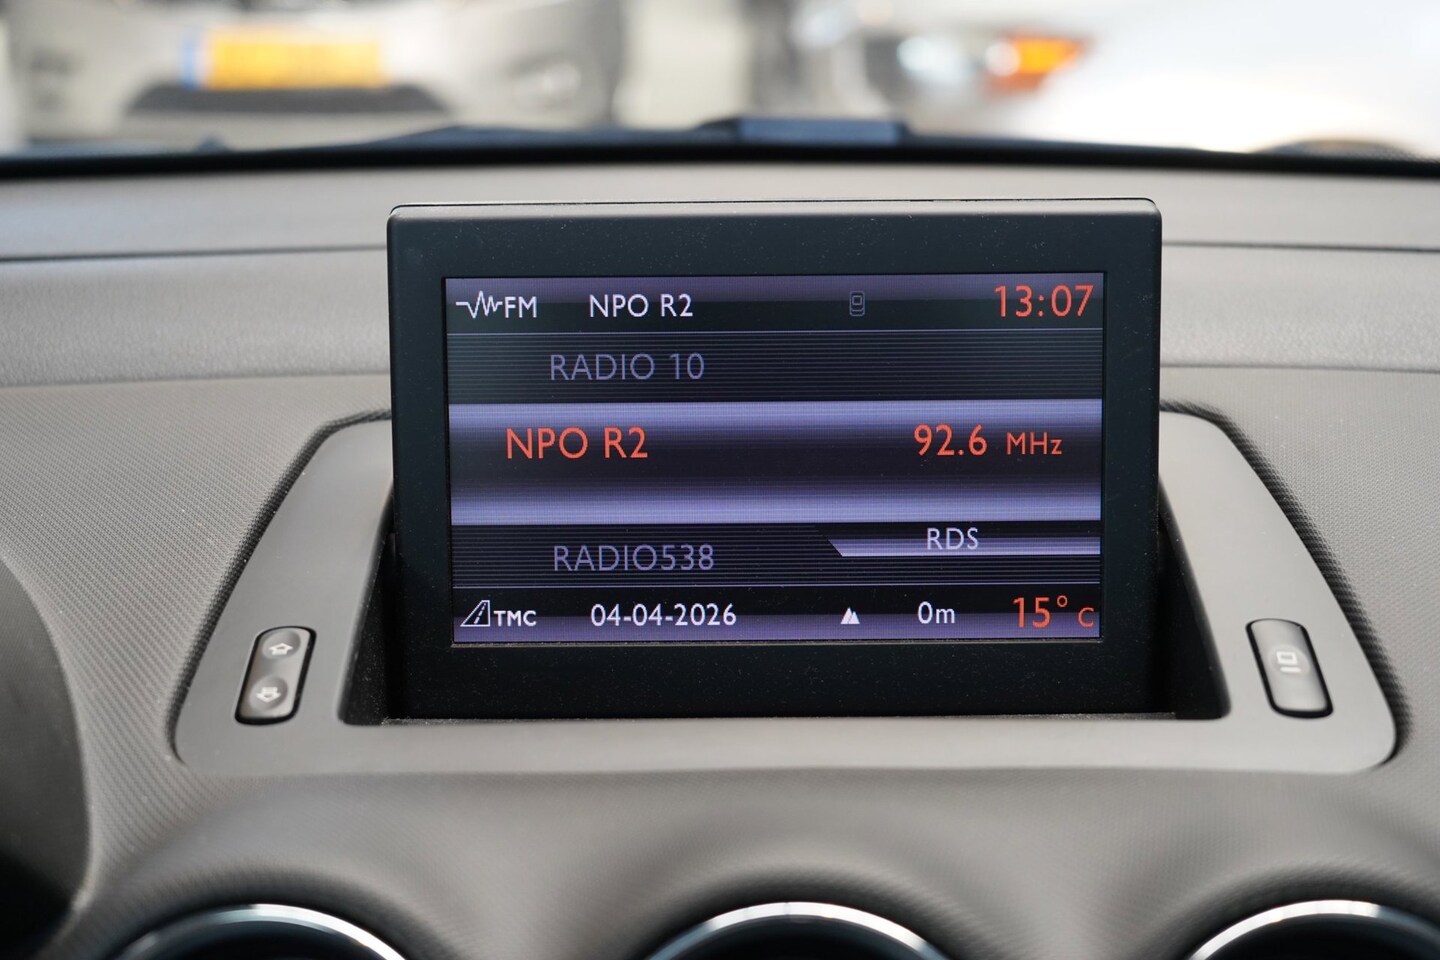 FM NPO R2 13:07
RADIO 10
NPO R2 92.6 MHz
RDS
RADIO538
TMC 04-04-2026 0m 15° C